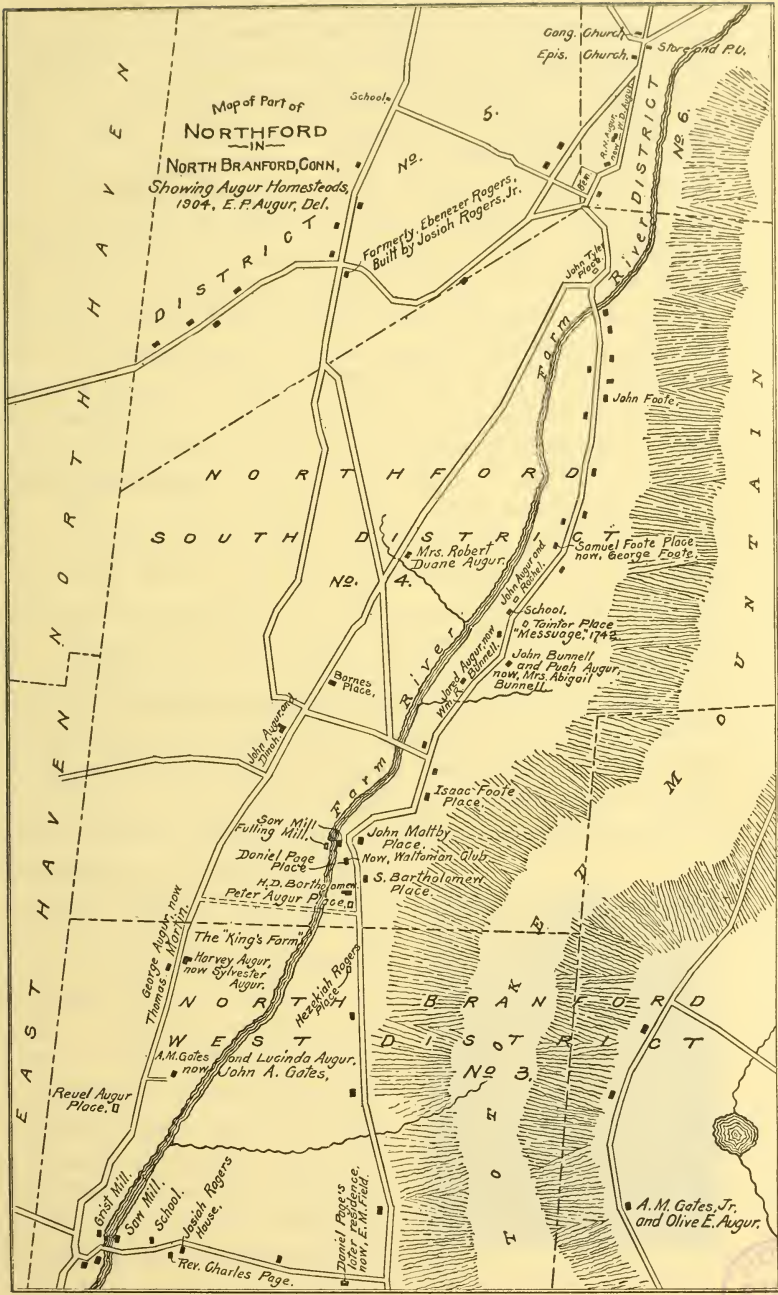 Map of Part of
NORTHFORD
IN
NORTH BRANFORD, CONN.
Showing Augur Homesteads,
1904. E.P. Augur, Del.
Cong. Church
Store and P.O.
Epis. Church.
School.
R.N. Augur,
now W.D. Augur.
Cem.
DISTRICT No. 5.
DISTRICT No. 6.
Formerly Ebenezer Rogers,
Built by Josiah Rogers, Jr.
John Tyler
Place.
Farm River
John Foote.
NORTH HAVEN
NORTHFORD
SOUTH DISTRICT
No. 4.
Mrs. Robert
Duane Augur.
Samuel Foote Place
now, George Foote.
John Augur and
Rachel.
School.
Taintor Place
"Messuage," 1742
Jared Augur, now
Wm. R. Bunnell.
John Bunnell
and Puah Augur,
now, Mrs. Abigail
Bunnell.
Barnes
Place.
John Augur and
Dinah.
Farm River
Isaac Foote
Place.
Saw Mill
Fulling Mill.
John Maltby
Place.
Daniel Page
Place
Now, Waltonian Club.
H.D. Bartholomew
Peter Augur Place.
S. Bartholomew
Place.
EAST HAVEN
TOTOKET MOUNTAIN
George Augur now
Thomas Martin.
The "King's Farm"
Harvey Augur,
now Sylvester
Augur.
Hezekiah Rogers
Place
NORTH BRANFORD
WEST DISTRICT
No 3.
A.M. Gates and Lucinda Augur,
now John A. Gates.
Revel Augur
Place.
Grist Mill.
Saw Mill.
School.
Josiah Rogers
House.
Rev. Charles Page.
Daniel Page's
later residence.
now, E.M. Field.
A.M. Gates, Jr.
and Olive E. Augur.